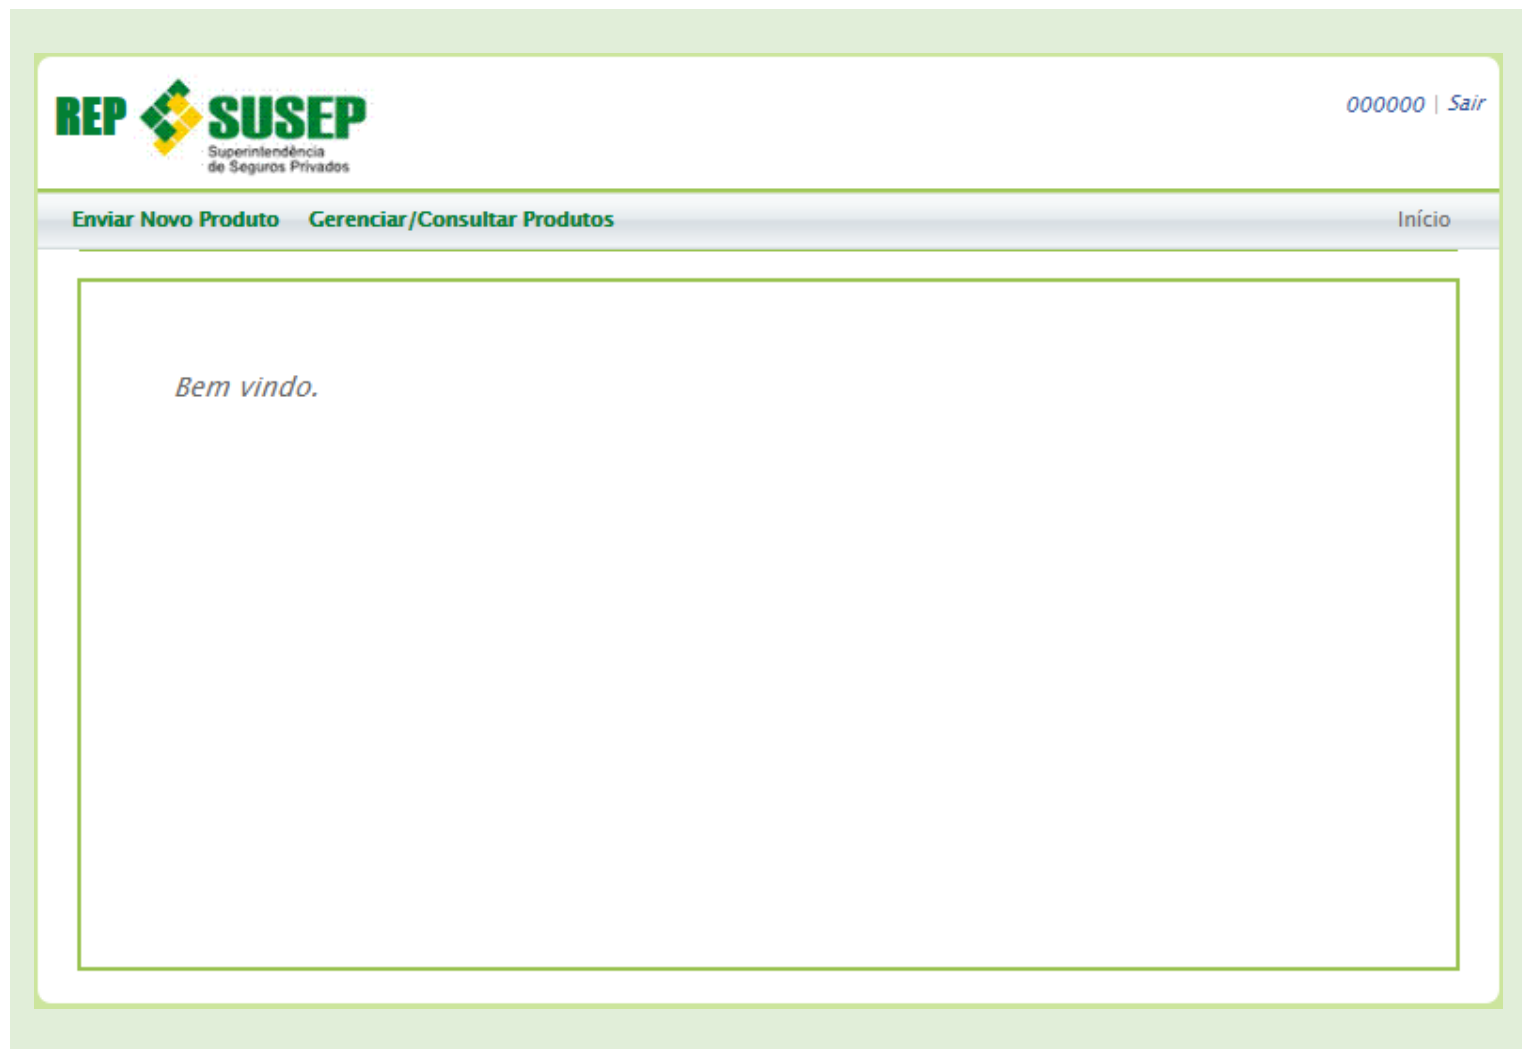 REP SUSEP
Superintendência
de Seguros Privados
000000 | Sair
Enviar Novo Produto Gerenciar/Consultar Produtos Início
Bem vindo.